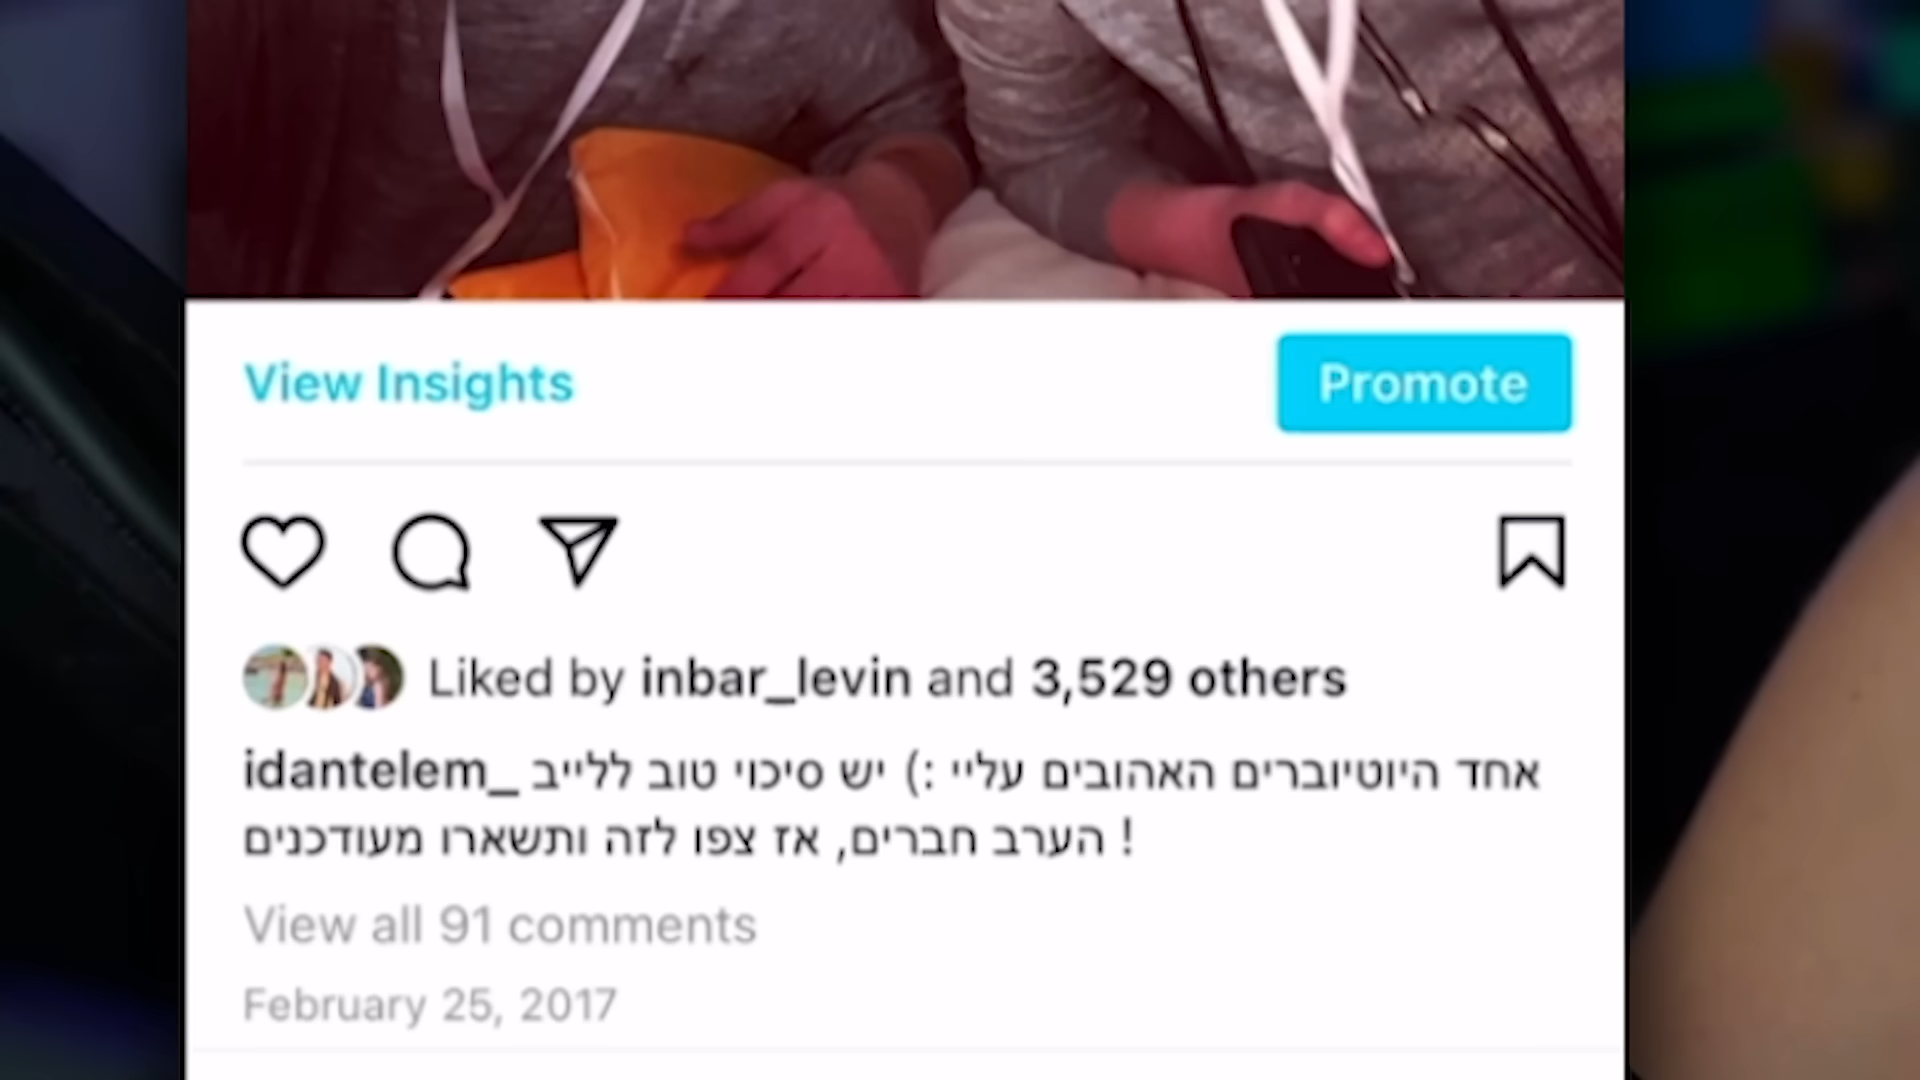 View Insights
Promote
Liked by inbar_levin and 3,529 others
idantelem_ אחד היוטיוברים האהובים עליי :) יש סיכוי טוב ללייב
הערב חברים, אז צפו לזה ותשארו מעודכנים !
View all 91 comments
February 25, 2017